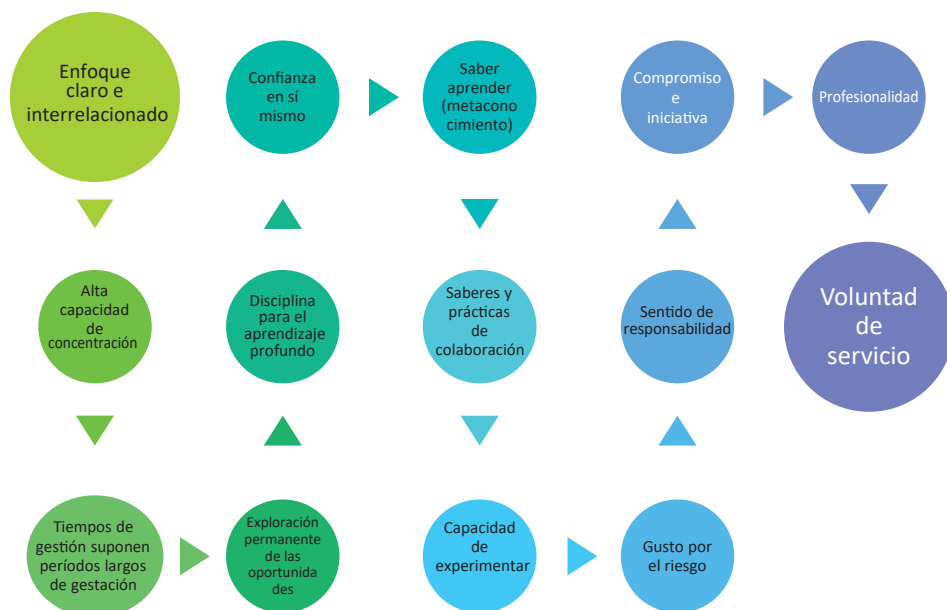 Enfoque
claro e
interrelacionado
Alta
capacidad
de
concentración
Tiempos de
gestión suponen
períodos largos
de gestación
Exploración
permanente
de las
oportunida
des
Disciplina
para el
aprendizaje
profundo
Confianza
en sí
mismo
Saber
aprender
(metacono
cimiento)
Saberes y
prácticas
de
colaboración
Capacidad
de
experimentar
Gusto por
el riesgo
Sentido de
responsabilidad
Compromiso
e
iniciativa
Profesionalidad
Voluntad
de
servicio